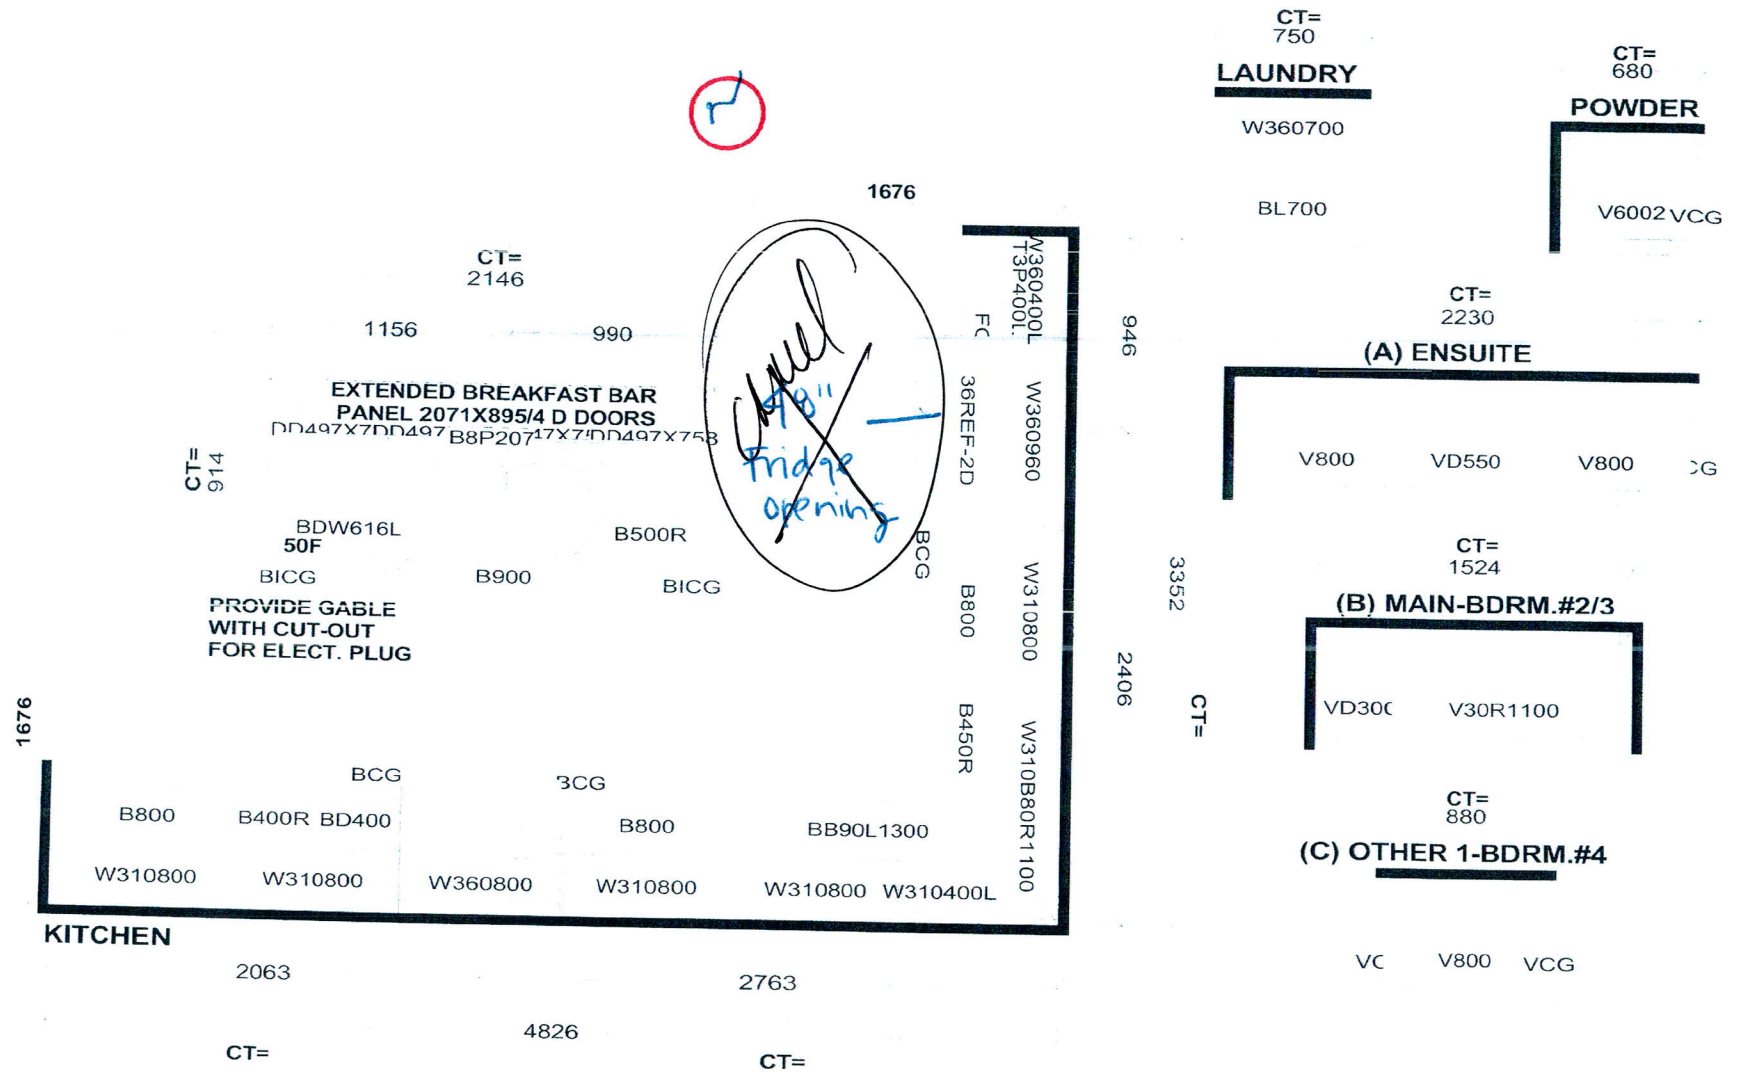 CT=
750
LAUNDRY
W360700
BL700
CT=
680
POWDER
V6002 VCG
1676
CT=
2146
1156
990
EXTENDED BREAKFAST BAR
PANEL 2071X895/4 D DOORS
B8P207
CT=
914
Cancel
48"
Fridge
opening
W360400L
T3P400L
946
36REF-2D
W360960
BCG
B800
W310800
B450R
W310B80R1100
3352
2406
CT=
BDW616L
50F
B500R
BICG
B900
BICG
PROVIDE GABLE
WITH CUT-OUT
FOR ELECT. PLUG
1676
BCG
BCG
B800
B400R BD400
B800
BB90L1300
W310800
W310800
W360800
W310800
W310800
W310400L
KITCHEN
2063
2763
4826
CT=
CT=
CT=
2230
(A) ENSUITE
V800
VD550
V800
CT=
1524
(B) MAIN-BDRM.#2/3
VD300
V30R1100
CT=
880
(C) OTHER 1-BDRM.#4
V800
VCG